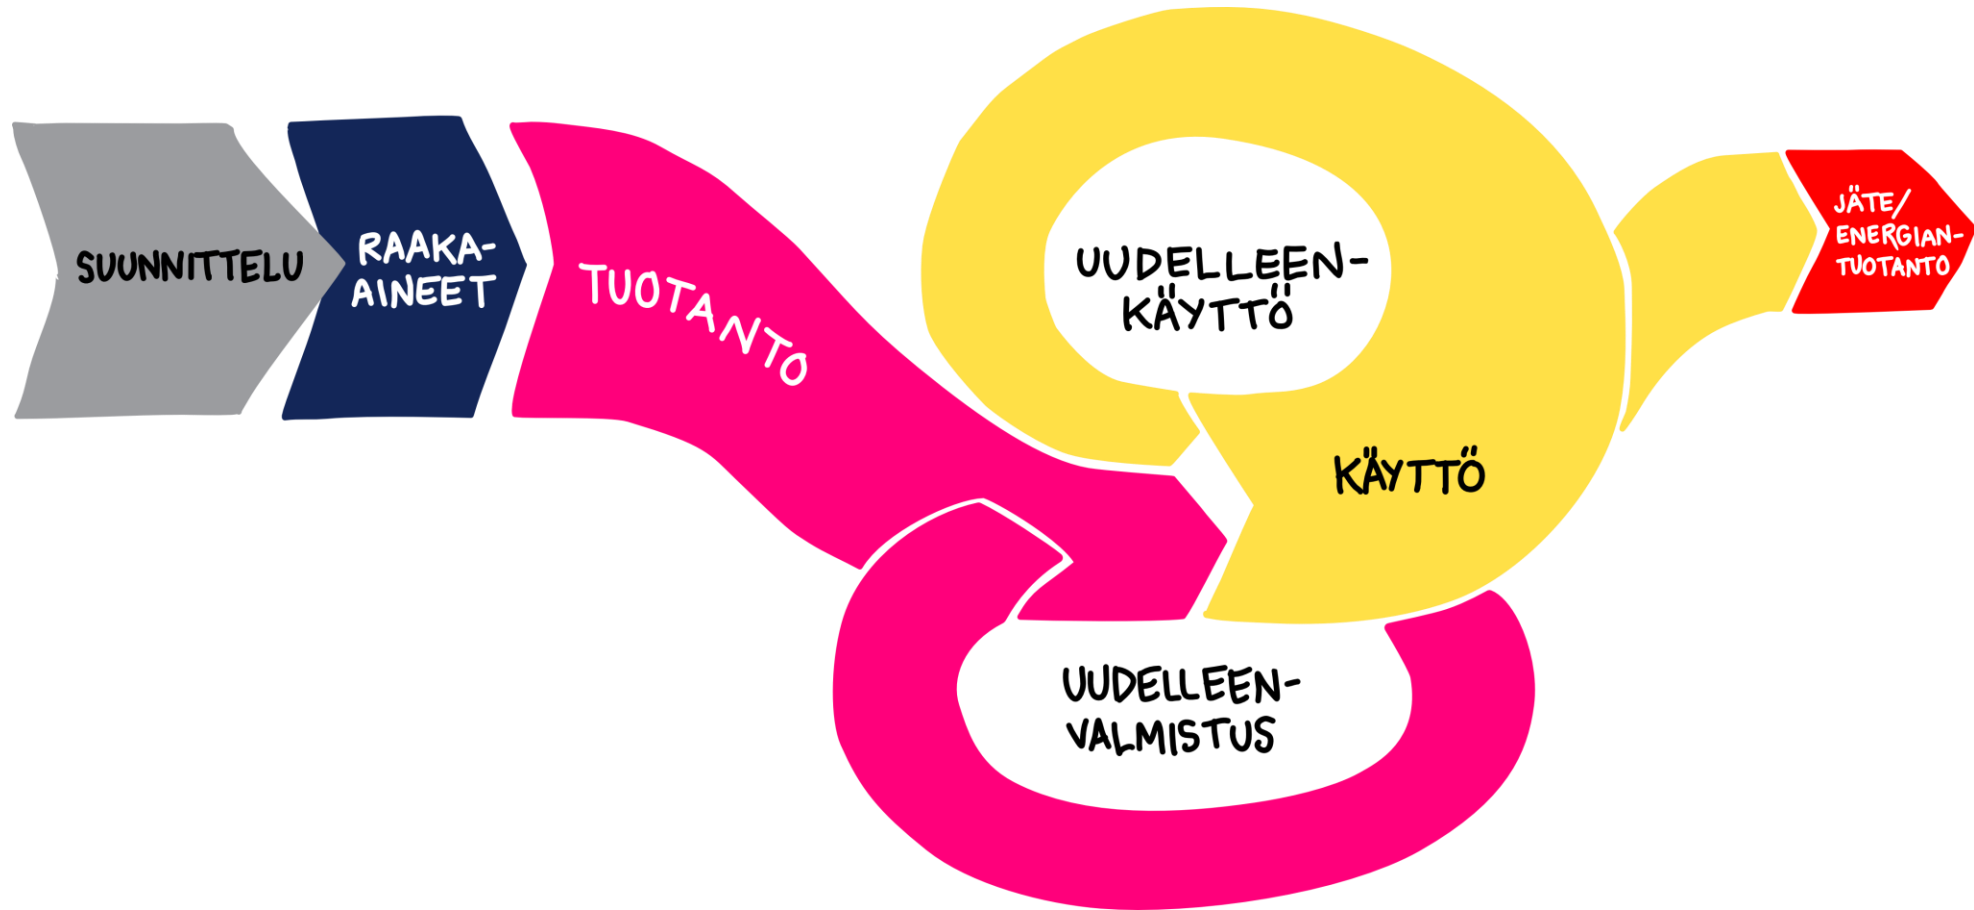 SUUNNITTELU
RAAKA-
AINEET
TUOTANTO
UUDELLEEN-
KÄYTTÖ
KÄYTTÖ
UUDELLEEN-
VALMISTUS
JÄTE/
ENERGIAN-
TUOTANTO